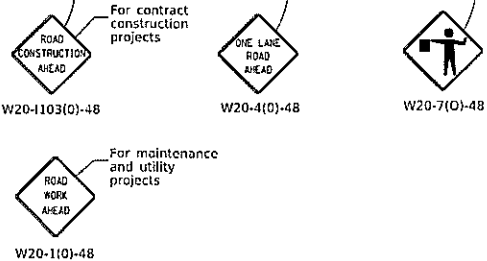 For contract
construction
projects
ROAD
CONSTRUCTION
AHEAD
W20-I103(0)-48
ONE LANE
ROAD
AHEAD
W20-4(0)-48
W20-7(O)-48
For maintenance
and utility
projects
ROAD
WORK
AHEAD
W20-1(0)-48